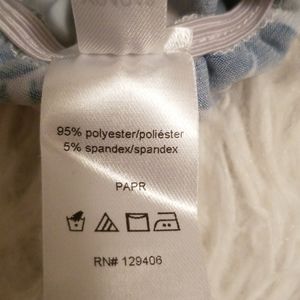 95% polyester/poliéster
5% spandex/spandex
PAPR
RN# 129406